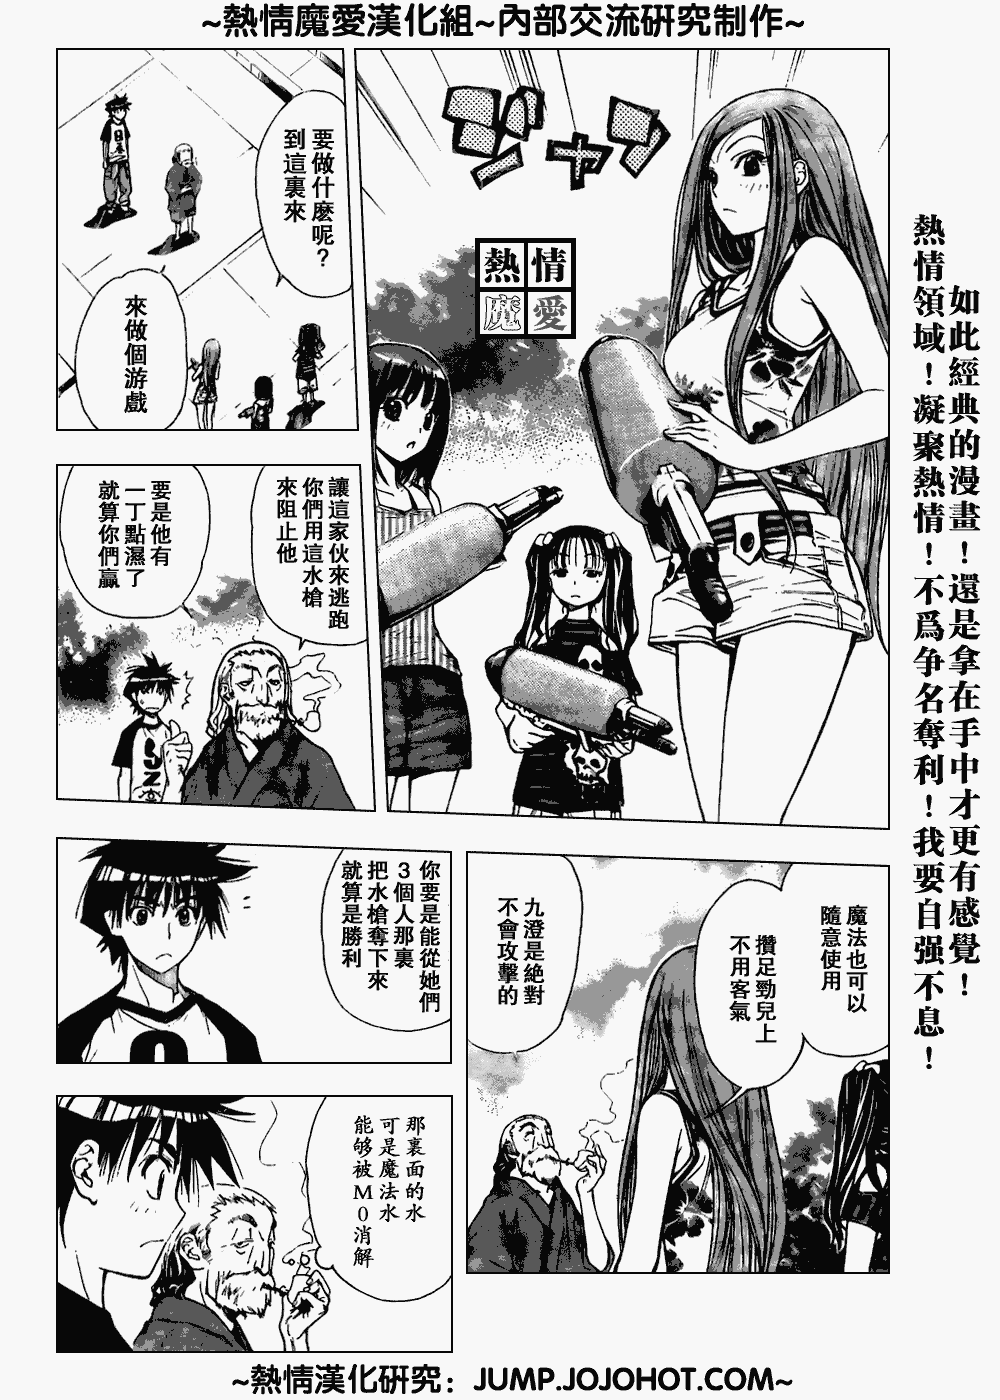 ~熱情魔愛漢化組~內部交流研究制作~
ジャン
熱情
魔愛
要做什麼呢？
到這裏來
來做個游戲
讓這家伙來逃跑
你們用這水槍
來阻止他
要是他有
一丁點濕了
就算你們贏
魔法也可以
隨意使用
攢足勁兒上
不用客氣
九澄是絕對
不會攻擊的
你要是能從她們
3個人那裏
把水槍奪下來
就算是勝利
那裏面的水
可是魔法水
能够被M0消解
如此經典的漫畫！還是拿在手中才更有感覺！
熱情領域！凝聚熱情！不爲争名奪利！我要自强不息！
~熱情漢化研究：JUMP.JOJOHOT.COM~